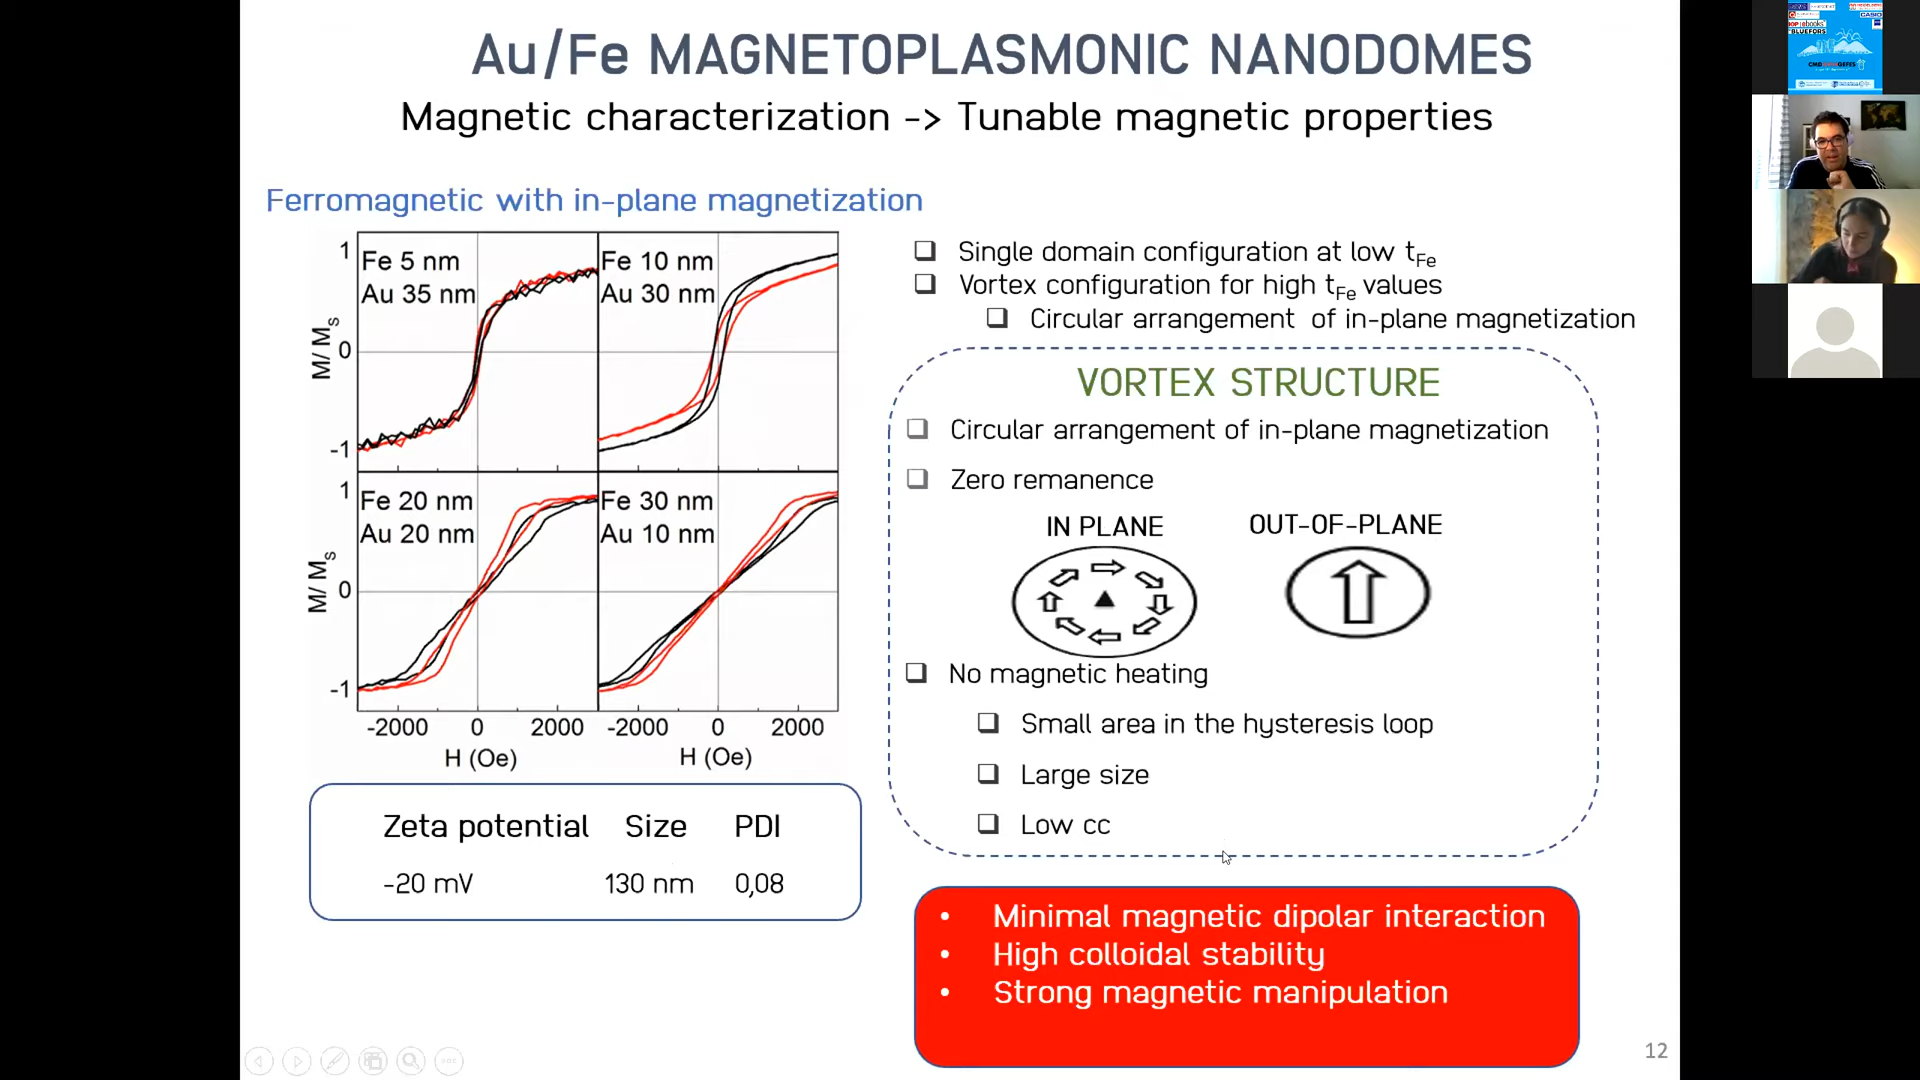 Au/Fe MAGNETOPLASMONIC NANODOMES
Magnetic characterization -> Tunable magnetic properties
Ferromagnetic with in-plane magnetization
1
Fe 5 nm
Au 35 nm
Fe 10 nm
Au 30 nm
M/ Ms
0
-1
1
Fe 20 nm
Au 20 nm
Fe 30 nm
Au 10 nm
M/ Ms
0
-1
-2000 0 2000 -2000 0 2000
H (Oe) H (Oe)
Zeta potential Size PDI
-20 mV 130 nm 0,08
❑ Single domain configuration at low tFe
❑ Vortex configuration for high tFe values
❑ Circular arrangement of in-plane magnetization
VORTEX STRUCTURE
❑ Circular arrangement of in-plane magnetization
❑ Zero remanence
IN PLANE OUT-OF-PLANE
❑ No magnetic heating
❑ Small area in the hysteresis loop
❑ Large size
❑ Low cc
• Minimal magnetic dipolar interaction
• High colloidal stability
• Strong magnetic manipulation
12
CASIO
IOP ebooks
BLUEFORS